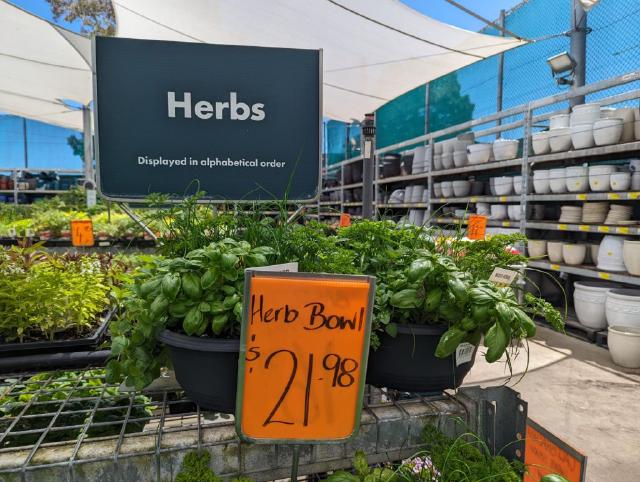 Herbs
Displayed in alphabetical order
Herb Bowl
$21.98